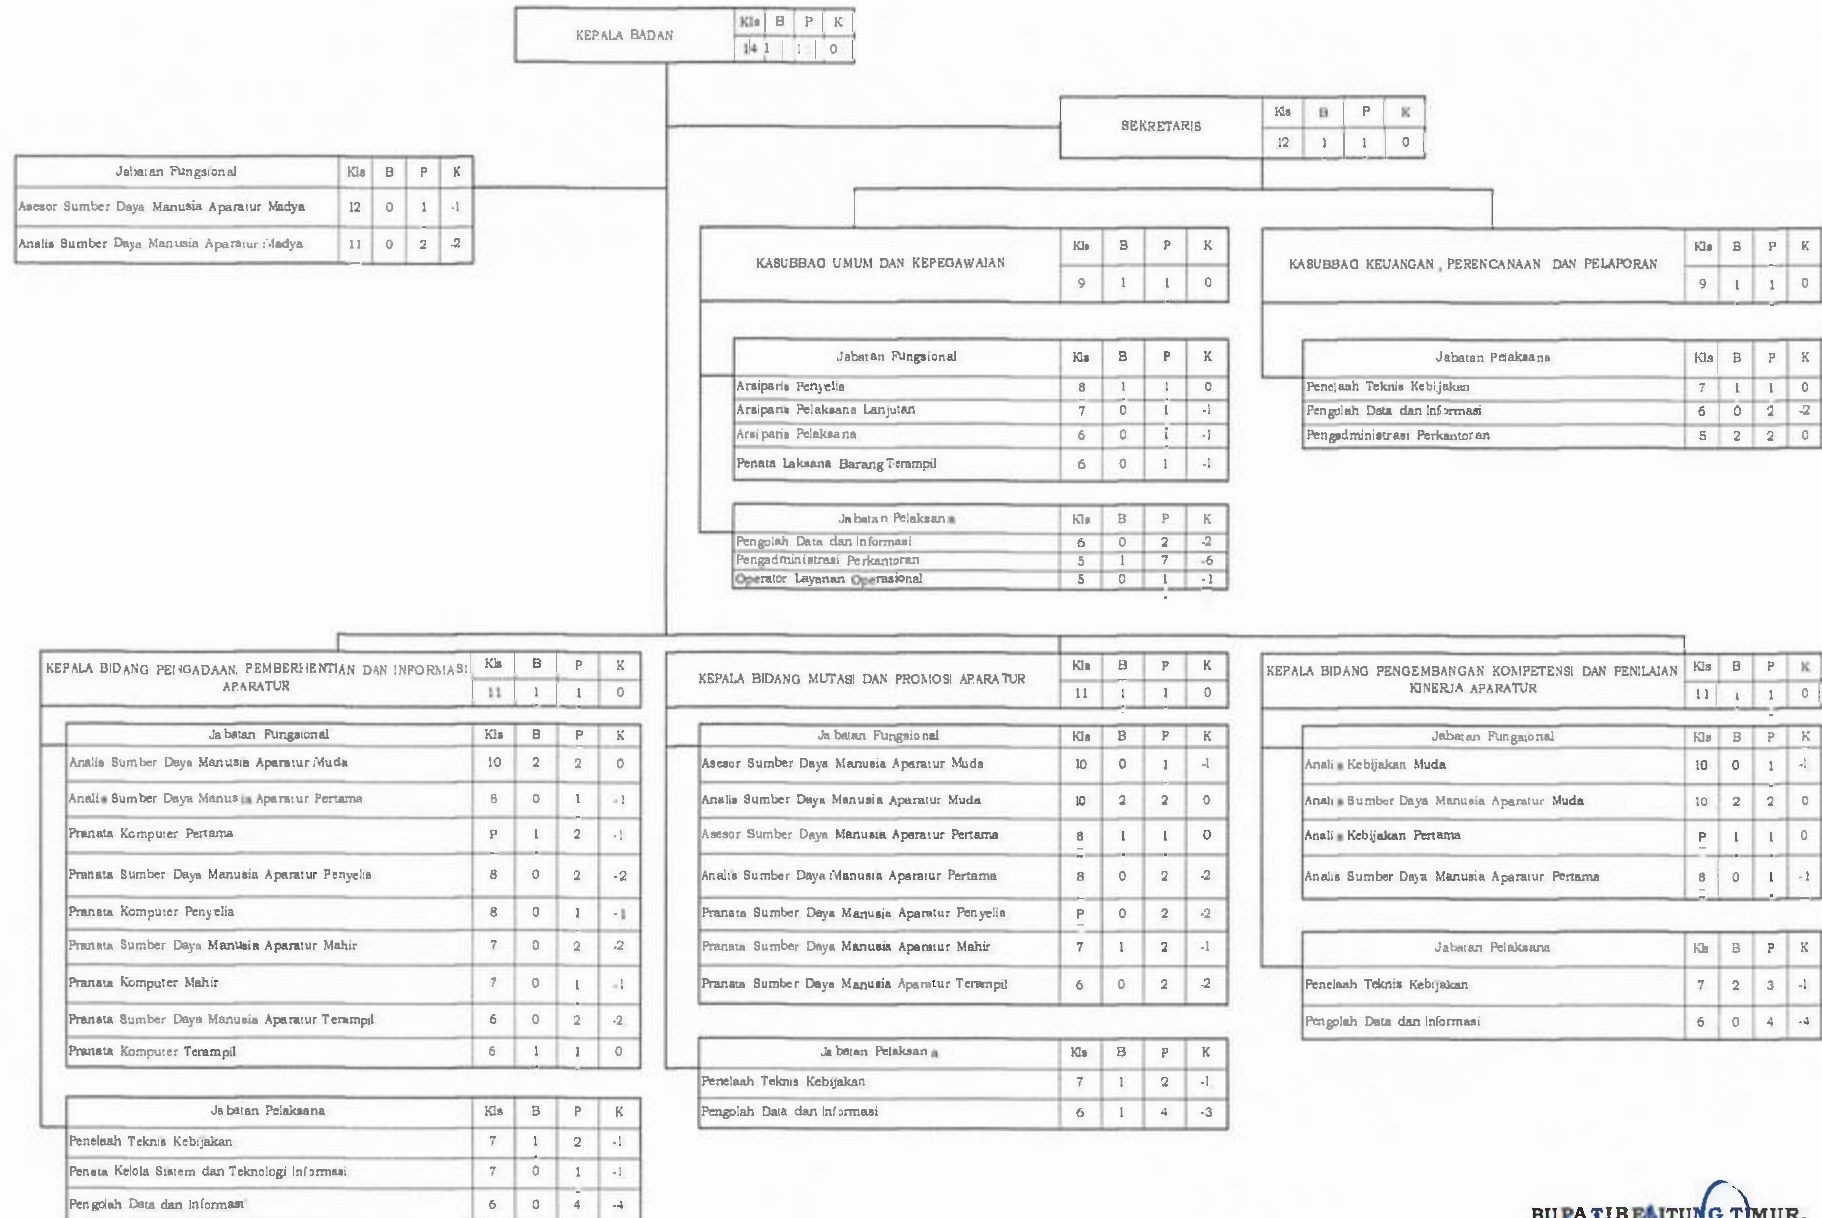 KEPALA BADAN
Kls B P K
14 1 1 0
SEKRETARIS
Kls B P K
12 1 1 0
Jabatan Fungsional Kls B P K
Asesor Sumber Daya Manusia Aparatur Madya 12 0 1 -1
Analis Sumber Daya Manusia Aparatur Madya 11 0 2 -2
KASUBBAG UMUM DAN KEPEGAWAIAN
Kls B P K
9 1 1 0
KASUBBAG KEUANGAN , PERENCANAAN DAN PELAPORAN
Kls B P K
9 1 1 0
Jabatan Fungsional Kls B P K
Arsiparis Penyelia 8 1 1 0
Arsiparis Pelaksana Lanjutan 7 0 1 -1
Arsiparis Pelaksana 6 0 1 -1
Penata Laksana Barang Terampil 6 0 1 -1
Jabatan Pelaksana Kls B P K
Penelaah Teknis Kebijakan 7 1 1 0
Pengolah Data dan Informasi 6 0 2 -2
Pengadministrasi Perkantoran 5 2 2 0
Jabatan Pelaksana Kls B P K
Pengolah Data dan Informasi 6 0 2 -2
Pengadministrasi Perkantoran 5 1 7 -6
Operator Layanan Operasional 5 0 1 -1
KEPALA BIDANG PENGADAAN, PEMBERHENTIAN DAN INFORMASI
APARATUR
Kls B P K
11 1 1 0
Jabatan Fungsional Kls B P K
Analis Sumber Daya Manusia Aparatur Muda 10 2 2 0
Analis Sumber Daya Manusia Aparatur Pertama 8 0 1 -1
Pranata Komputer Pertama P 1 2 -1
Pranata Sumber Daya Manusia Aparatur Penyelia 8 0 2 -2
Pranata Komputer Penyelia 8 0 1 -1
Pranata Sumber Daya Manusia Aparatur Mahir 7 0 2 -2
Pranata Komputer Mahir 7 0 1 -1
Pranata Sumber Daya Manusia Aparatur Terampil 6 0 2 -2
Pranata Komputer Terampil 6 1 1 0
Jabatan Pelaksana Kls B P K
Penelaah Teknis Kebijakan 7 1 2 -1
Penata Kelola Sistem dan Teknologi Informasi 7 0 1 -1
Pengolah Data dan Informasi 6 0 4 -4
KEPALA BIDANG MUTASI DAN PROMOSI APARATUR
Kls B P K
11 1 1 0
Jabatan Fungsional Kls B P K
Asesor Sumber Daya Manusia Aparatur Muda 10 0 1 -1
Analis Sumber Daya Manusia Aparatur Muda 10 2 2 0
Asesor Sumber Daya Manusia Aparatur Pertama 8 1 1 0
Analis Sumber Daya Manusia Aparatur Pertama 8 0 2 -2
Pranata Sumber Daya Manusia Aparatur Penyelia P 0 2 -2
Pranata Sumber Daya Manusia Aparatur Mahir 7 1 2 -1
Pranata Sumber Daya Manusia Aparatur Terampil 6 0 2 -2
Jabatan Pelaksana Kls B P K
Penelaah Teknis Kebijakan 7 1 2 -1
Pengolah Data dan Informasi 6 1 4 -3
KEPALA BIDANG PENGEMBANGAN KOMPETENSI DAN PENILAIAN
KINERJA APARATUR
Kls B P K
11 1 1 0
Jabatan Fungsional Kls B P K
Analis Kebijakan Muda 10 0 1 -1
Analis Sumber Daya Manusia Aparatur Muda 10 2 2 0
Analis Kebijakan Pertama P 1 1 0
Analis Sumber Daya Manusia Aparatur Pertama 8 0 1 -1
Jabatan Pelaksana Kls B P K
Penelaah Teknis Kebijakan 7 2 3 -1
Pengolah Data dan Informasi 6 0 4 -4
BUPATI BELITUNG TIMUR,